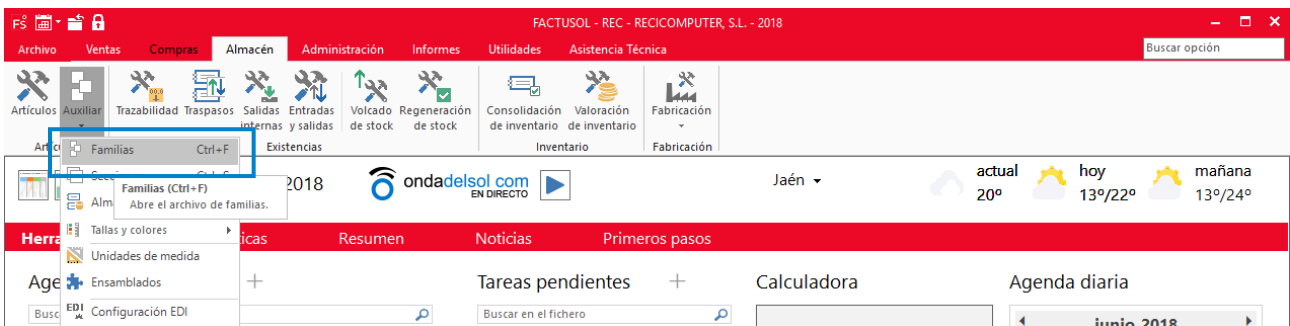 FS
FACTUSOL - REC - RECICOMPUTER, S.L. - 2018
Archivo Ventas Compras Almacén Administración Informes Utilidades Asistencia Técnica Buscar opción
Artículos Auxiliar Trazabilidad Traspasos Salidas internas Entradas y salidas Volcado de stock Regeneración de stock Consolidación de inventario Valoración de inventario Fabricación
Existencias Inventario Fabricación
Familias Ctrl+F
Familias (Ctrl+F)
Abre el archivo de familias.
2018
ondadelsol com
EN DIRECTO
Jaén
actual
20º
hoy
13º/22º
mañana
13º/24º
Tallas y colores
Unidades de medida
Ensamblados
EDI Configuración EDI
Resumen Noticias Primeros pasos
Tareas pendientes Calculadora Agenda diaria
Buscar en el fichero
junio 2018